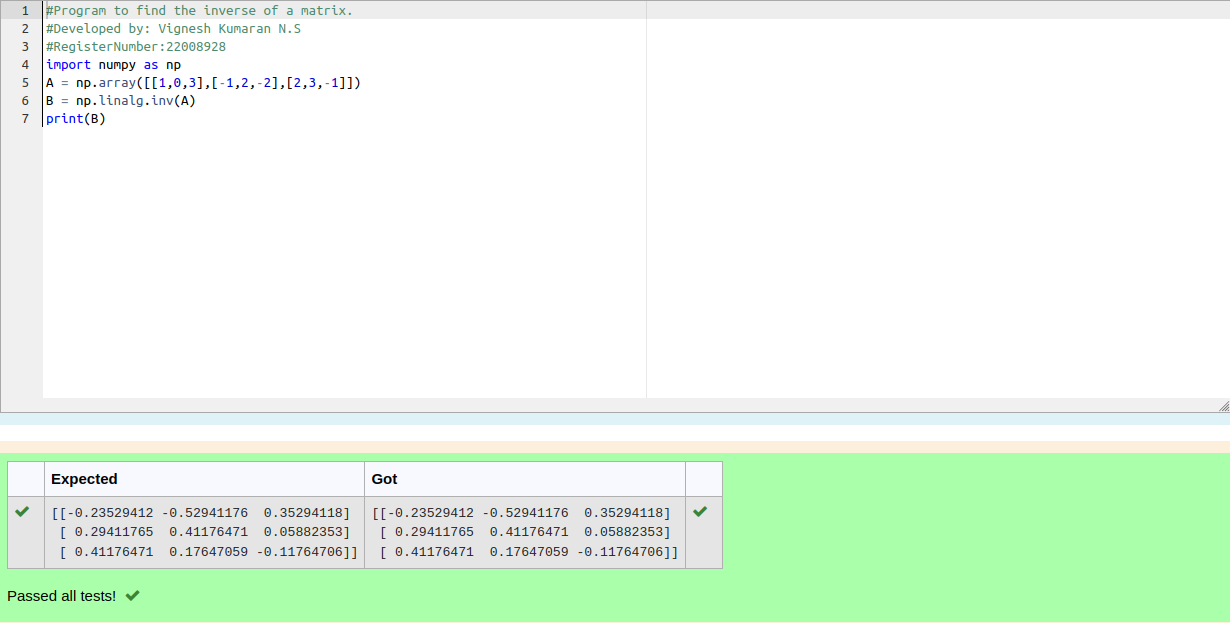 1 #Program to find the inverse of a matrix.
2 #Developed by: Vignesh Kumaran N.S
3 #RegisterNumber:22008928
4 import numpy as np
5 A = np.array([[1,0,3],[-1,2,-2],[2,3,-1]])
6 B = np.linalg.inv(A)
7 print(B)
Expected Got
[[-0.23529412 -0.52941176  0.35294118] [[-0.23529412 -0.52941176  0.35294118]
[ 0.29411765  0.41176471  0.05882353] [ 0.29411765  0.41176471  0.05882353]
[ 0.41176471  0.17647059 -0.11764706]] [ 0.41176471  0.17647059 -0.11764706]]
Passed all tests!